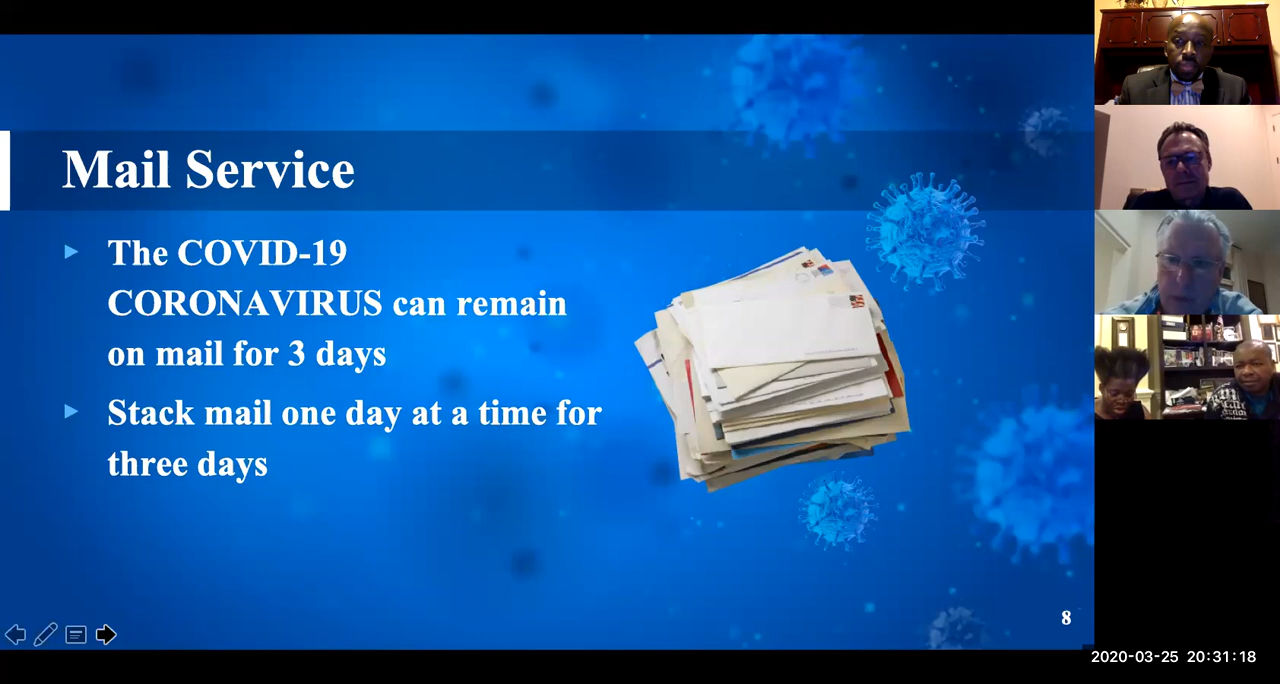 Mail Service
The COVID-19
CORONAVIRUS can remain
on mail for 3 days
Stack mail one day at a time for
three days
8
2020-03-25 20:31:18